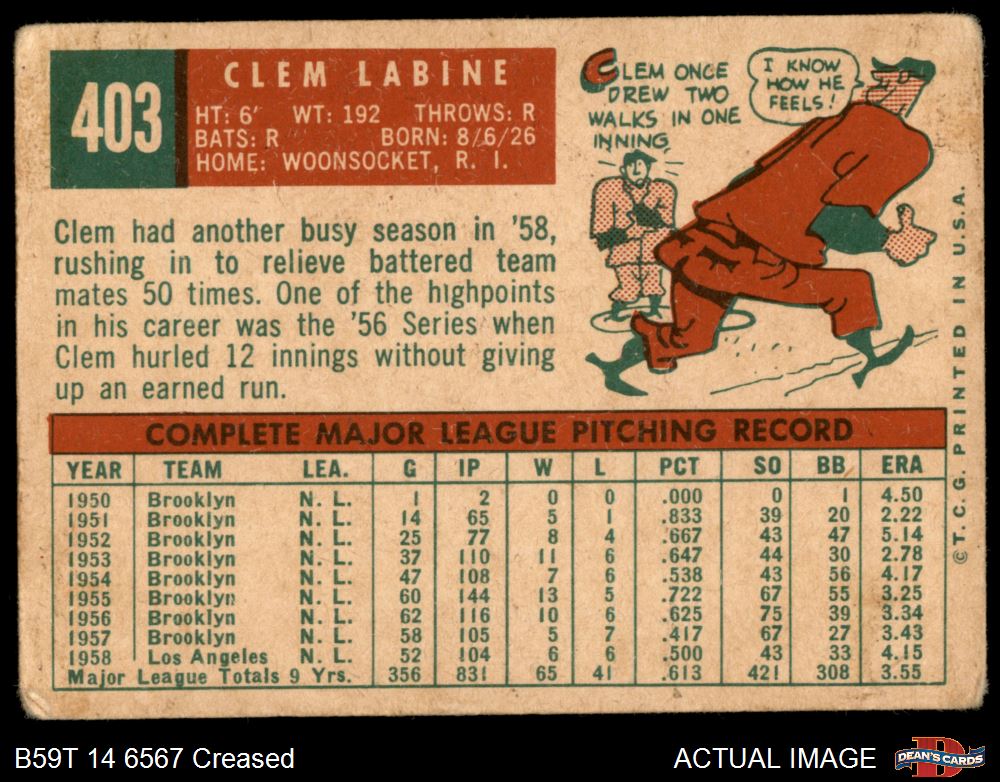 403
CLEM LABINE
HT: 6' WT: 192 THROWS: R
BATS: R BORN: 8/6/26
HOME: WOONSOCKET, R. I.
Clem had another busy season in '58,
rushing in to relieve battered team
mates 50 times. One of the highpoints
in his career was the '56 Series when
Clem hurled 12 innings without giving
up an earned run.
CLEM ONCE
DREW TWO
WALKS IN ONE
INNING
I KNOW
HOW HE
FEELS!
COMPLETE MAJOR LEAGUE PITCHING RECORD
YEAR TEAM LEA. G IP W L PCT SO BB ERA
1950 Brooklyn N. L. 1 2 0 0 .000 0 1 4.50
1951 Brooklyn N. L. 14 65 5 1 .833 39 20 2.22
1952 Brooklyn N. L. 25 77 8 4 .667 43 47 5.14
1953 Brooklyn N. L. 37 110 11 6 .647 44 30 2.78
1954 Brooklyn N. L. 47 108 7 6 .538 43 56 4.17
1955 Brooklyn N. L. 60 144 13 5 .722 67 55 3.25
1956 Brooklyn N. L. 62 116 10 6 .625 75 39 3.34
1957 Brooklyn N. L. 58 105 5 7 .417 67 27 3.43
1958 Los Angeles N. L. 52 104 6 6 .500 43 33 4.15
Major League Totals 9 Yrs. 356 831 65 41 .613 421 308 3.55
© T. C. G. PRINTED IN U.S.A.
B59T 14 6567 Creased
ACTUAL IMAGE
D
DEAN'S CARDS